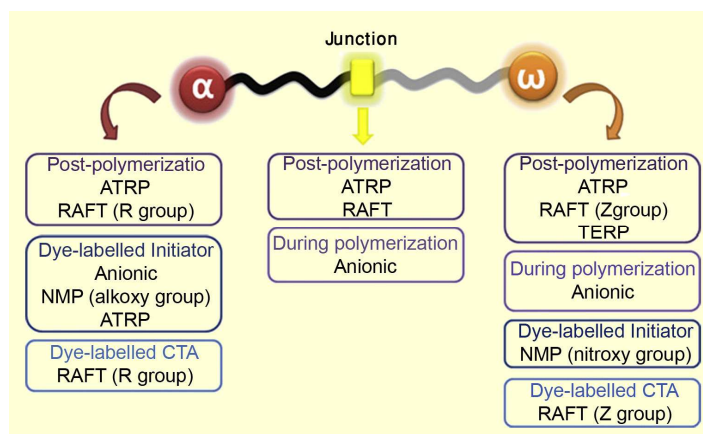 Junction
α
ω
Post-polymerizatio
ATRP
RAFT (R group)
Dye-labelled Initiator
Anionic
NMP (alkoxy group)
ATRP
Dye-labelled CTA
RAFT (R group)
Post-polymerization
ATRP
RAFT
During polymerization
Anionic
Post-polymerization
ATRP
RAFT (Zgroup)
TERP
During polymerization
Anionic
Dye-labelled Initiator
NMP (nitroxy group)
Dye-labelled CTA
RAFT (Z group)